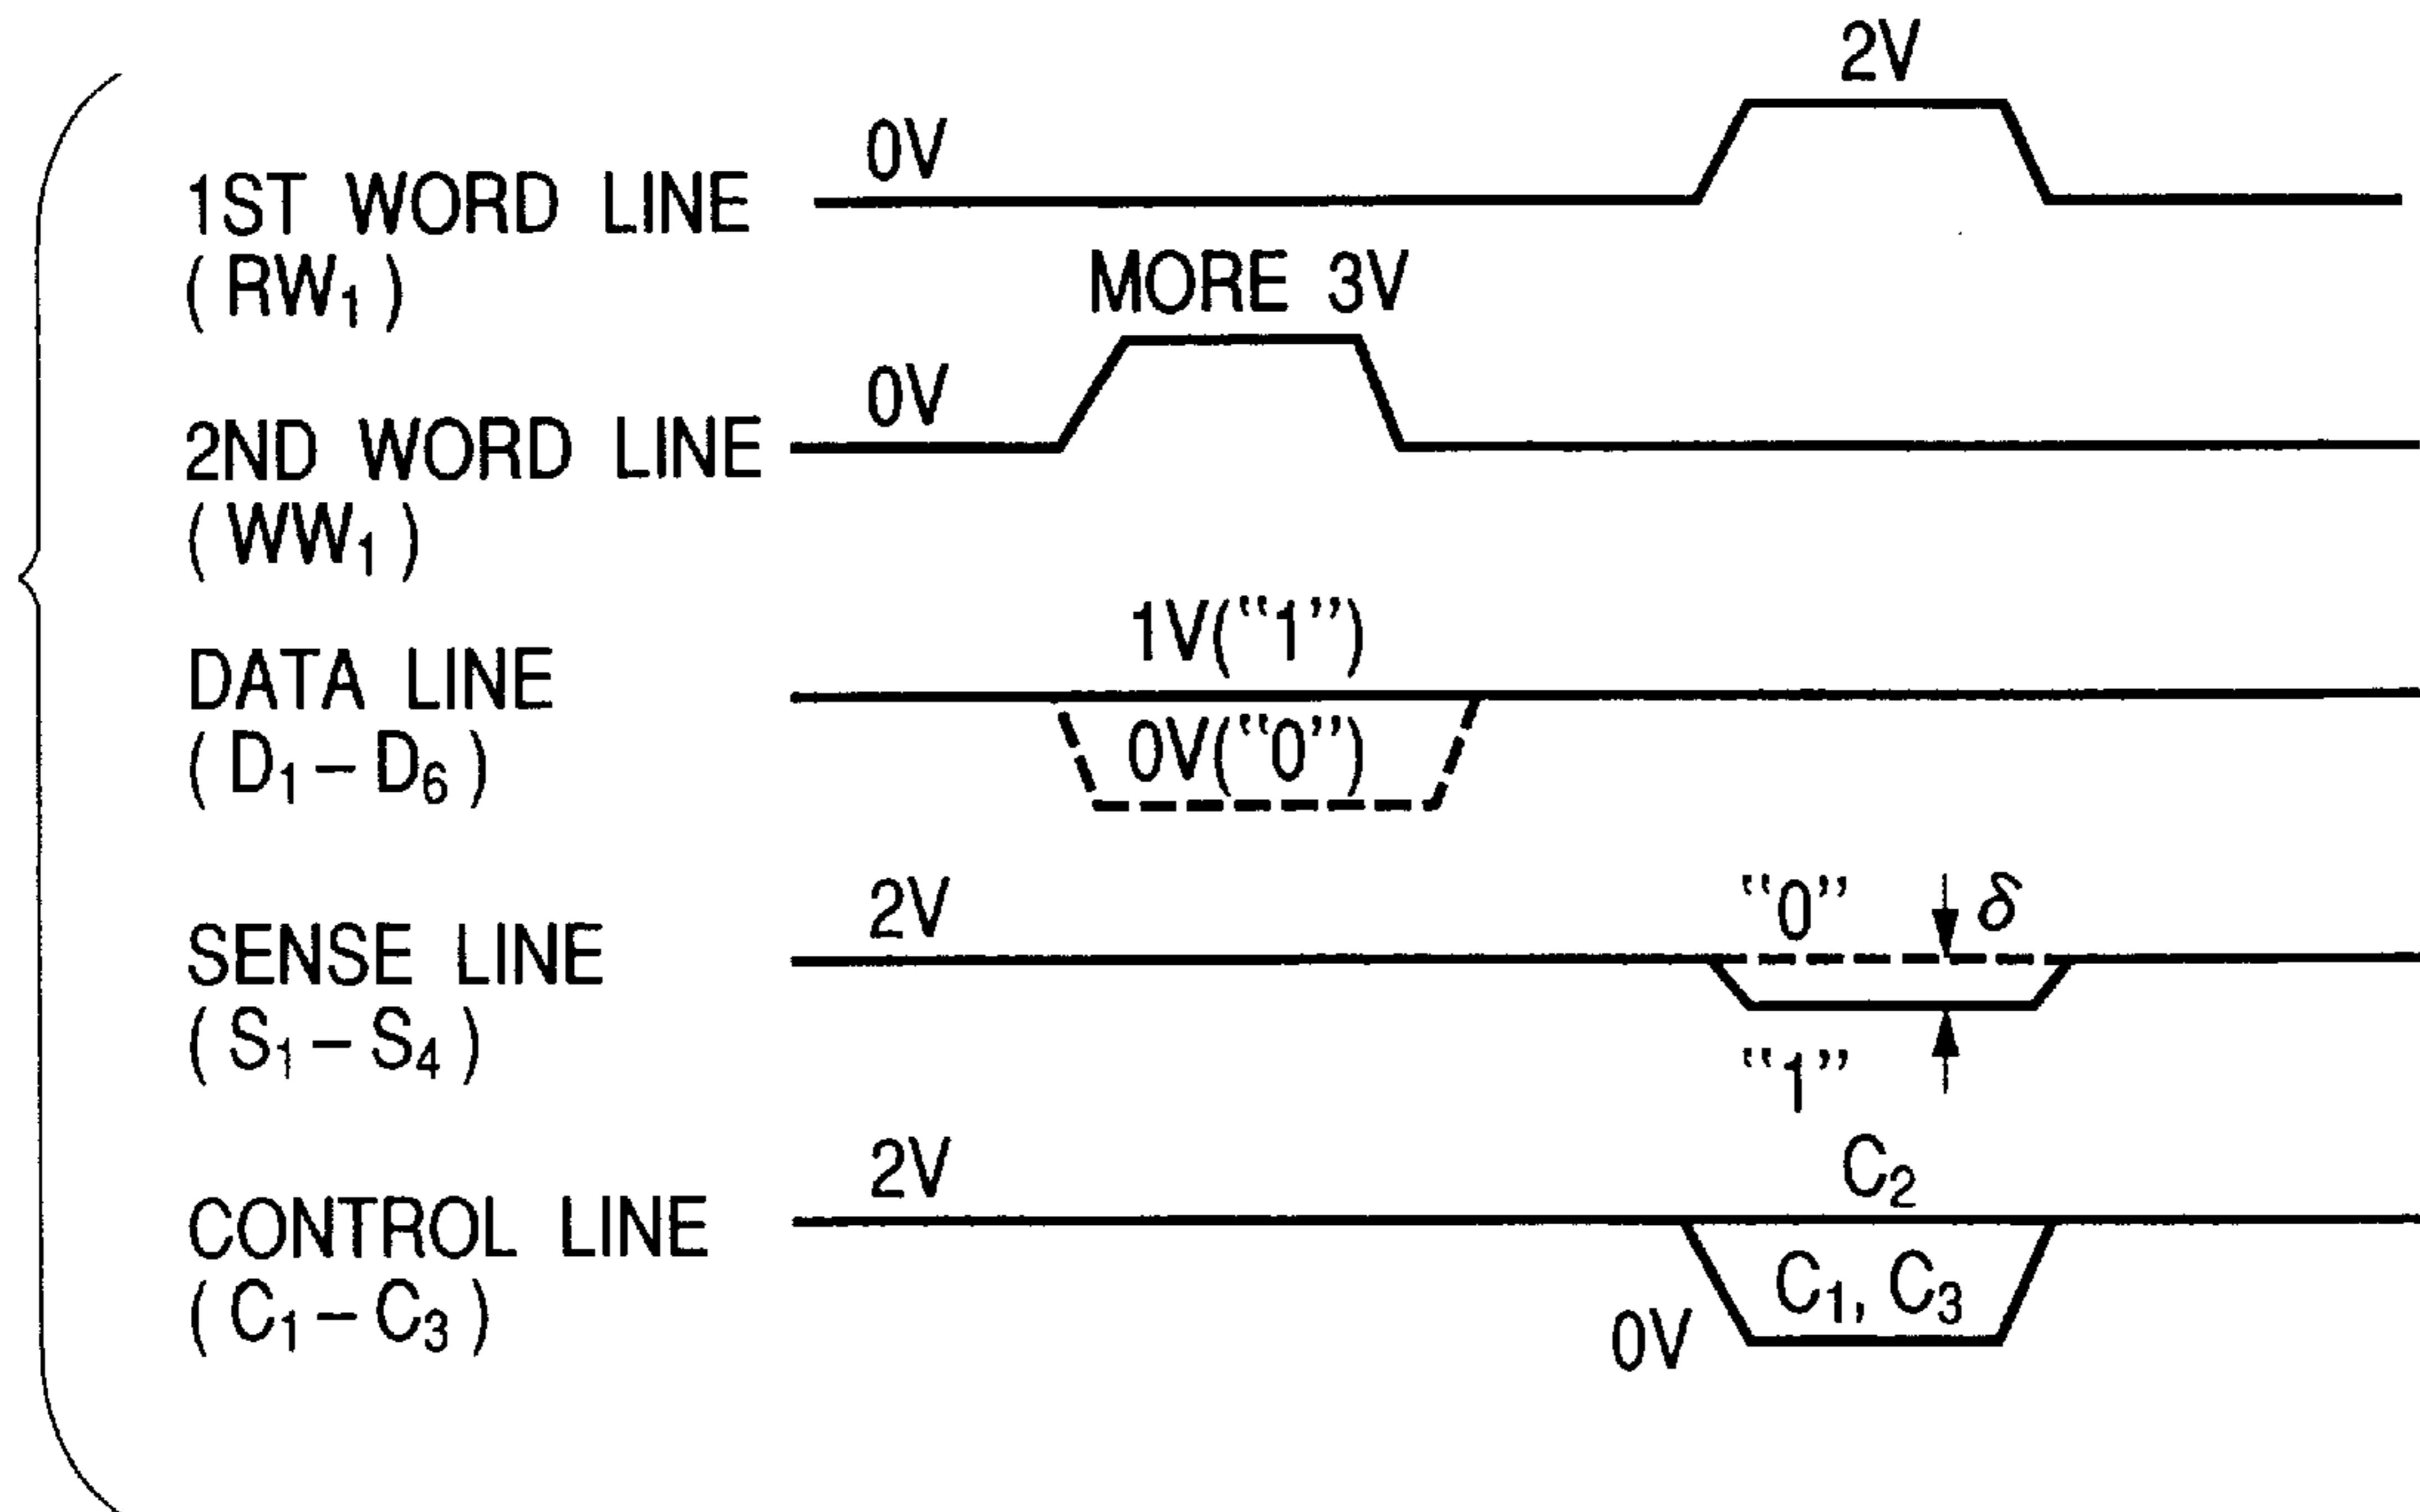 2V
0V
1ST WORD LINE
(RW₁)
MORE 3V
0V
2ND WORD LINE
(WW₁)
1V("1")
DATA LINE
0V("0")
(D₁–D₆)
2V
"0" δ
SENSE LINE
(S₁–S₄)
"1"
2V
C₂
CONTROL LINE
C₁, C₃
(C₁–C₃)
0V